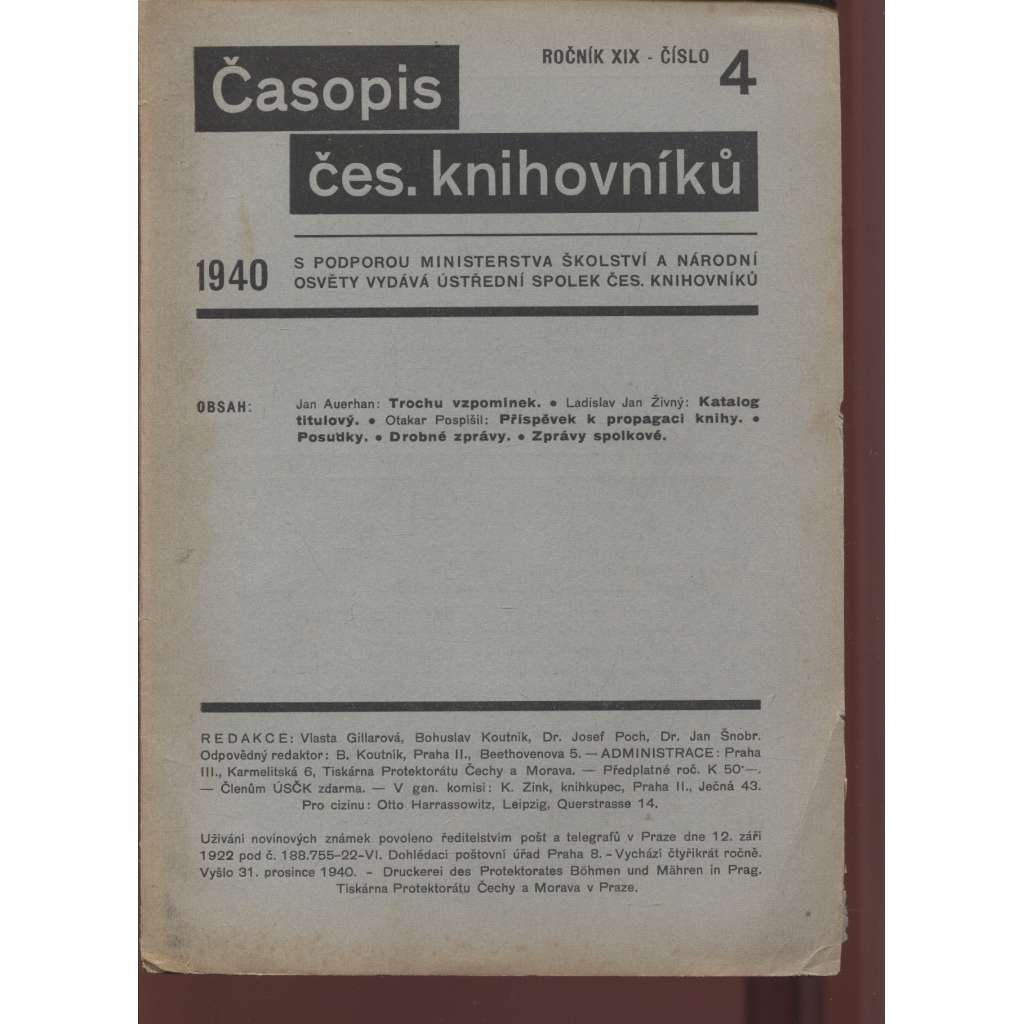 Časopis
ROČNÍK XIX - ČÍSLO 4
čes. knihovníků
1940
S PODPOROU MINISTERSTVA ŠKOLSTVÍ A NÁRODNÍ
OSVĚTY VYDÁVÁ ÚSTŘEDNÍ SPOLEK ČES. KNIHOVNÍKŮ
OBSAH:
Jan Auerhan: Trochu vzpomínek. • Ladislav Jan Živný: Katalog
titulový. • Otakar Pospíšil: Příspěvek k propagaci knihy. •
Posudky. • Drobné zprávy. • Zprávy spolkové.
REDAKCE: Vlasta Gillarová, Bohuslav Koutník, Dr. Josef Poch, Dr. Jan Šnobr.
Odpovědný redaktor: B. Koutník, Praha II., Beethovenova 5. — ADMINISTRACE: Praha
III., Karmelitská 6, Tiskárna Protektorátu Čechy a Morava. — Předplatné roč. K 50·—.
— Členům ÚSČK zdarma. — V gen. komisi: K. Zink, knihkupec, Praha II., Ječná 43.
Pro cizinu: Otto Harrassowitz, Leipzig, Querstrasse 14.
Užívání novinových známek povoleno ředitelstvím pošt a telegrafů v Praze dne 12. září
1922 pod č. 188.755-22-VI. Dohlédací poštovní úřad Praha 8. - Vychází čtyřikrát ročně.
Vyšlo 31. prosince 1940. - Druckerei des Protektorates Böhmen und Mähren in Prag.
Tiskárna Protektorátu Čechy a Morava v Praze.